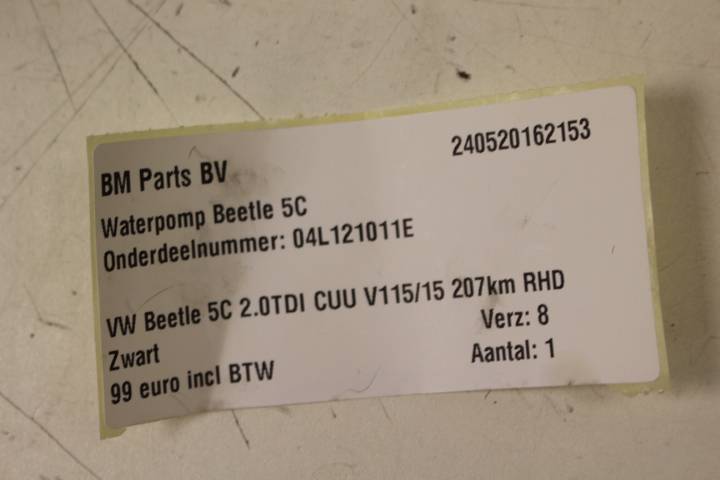 240520162153
BM Parts BV
Waterpomp Beetle 5C
Onderdeelnummer: 04L121011E
VW Beetle 5C 2.0TDI CUU V115/15 207km RHD
Zwart
Verz: 8
99 euro incl BTW
Aantal: 1